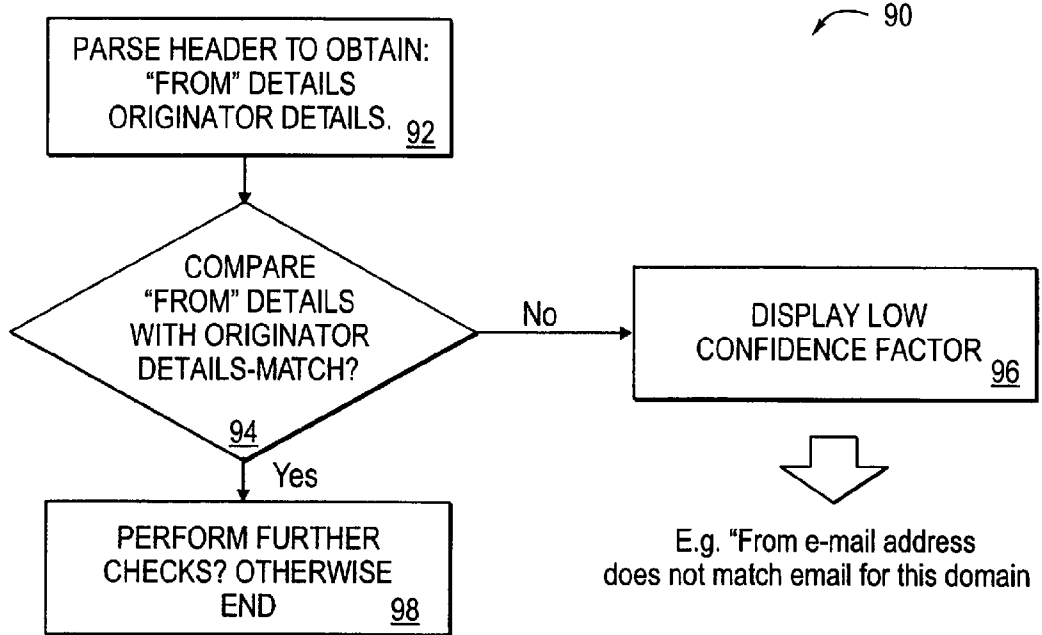 90
PARSE HEADER TO OBTAIN:
“FROM” DETAILS
ORIGINATOR DETAILS.
92
COMPARE
“FROM” DETAILS
WITH ORIGINATOR
DETAILS-MATCH?
94
No
DISPLAY LOW
CONFIDENCE FACTOR
96
Yes
PERFORM FURTHER
CHECKS? OTHERWISE
END
98
E.g. “From e-mail address
does not match email for this domain